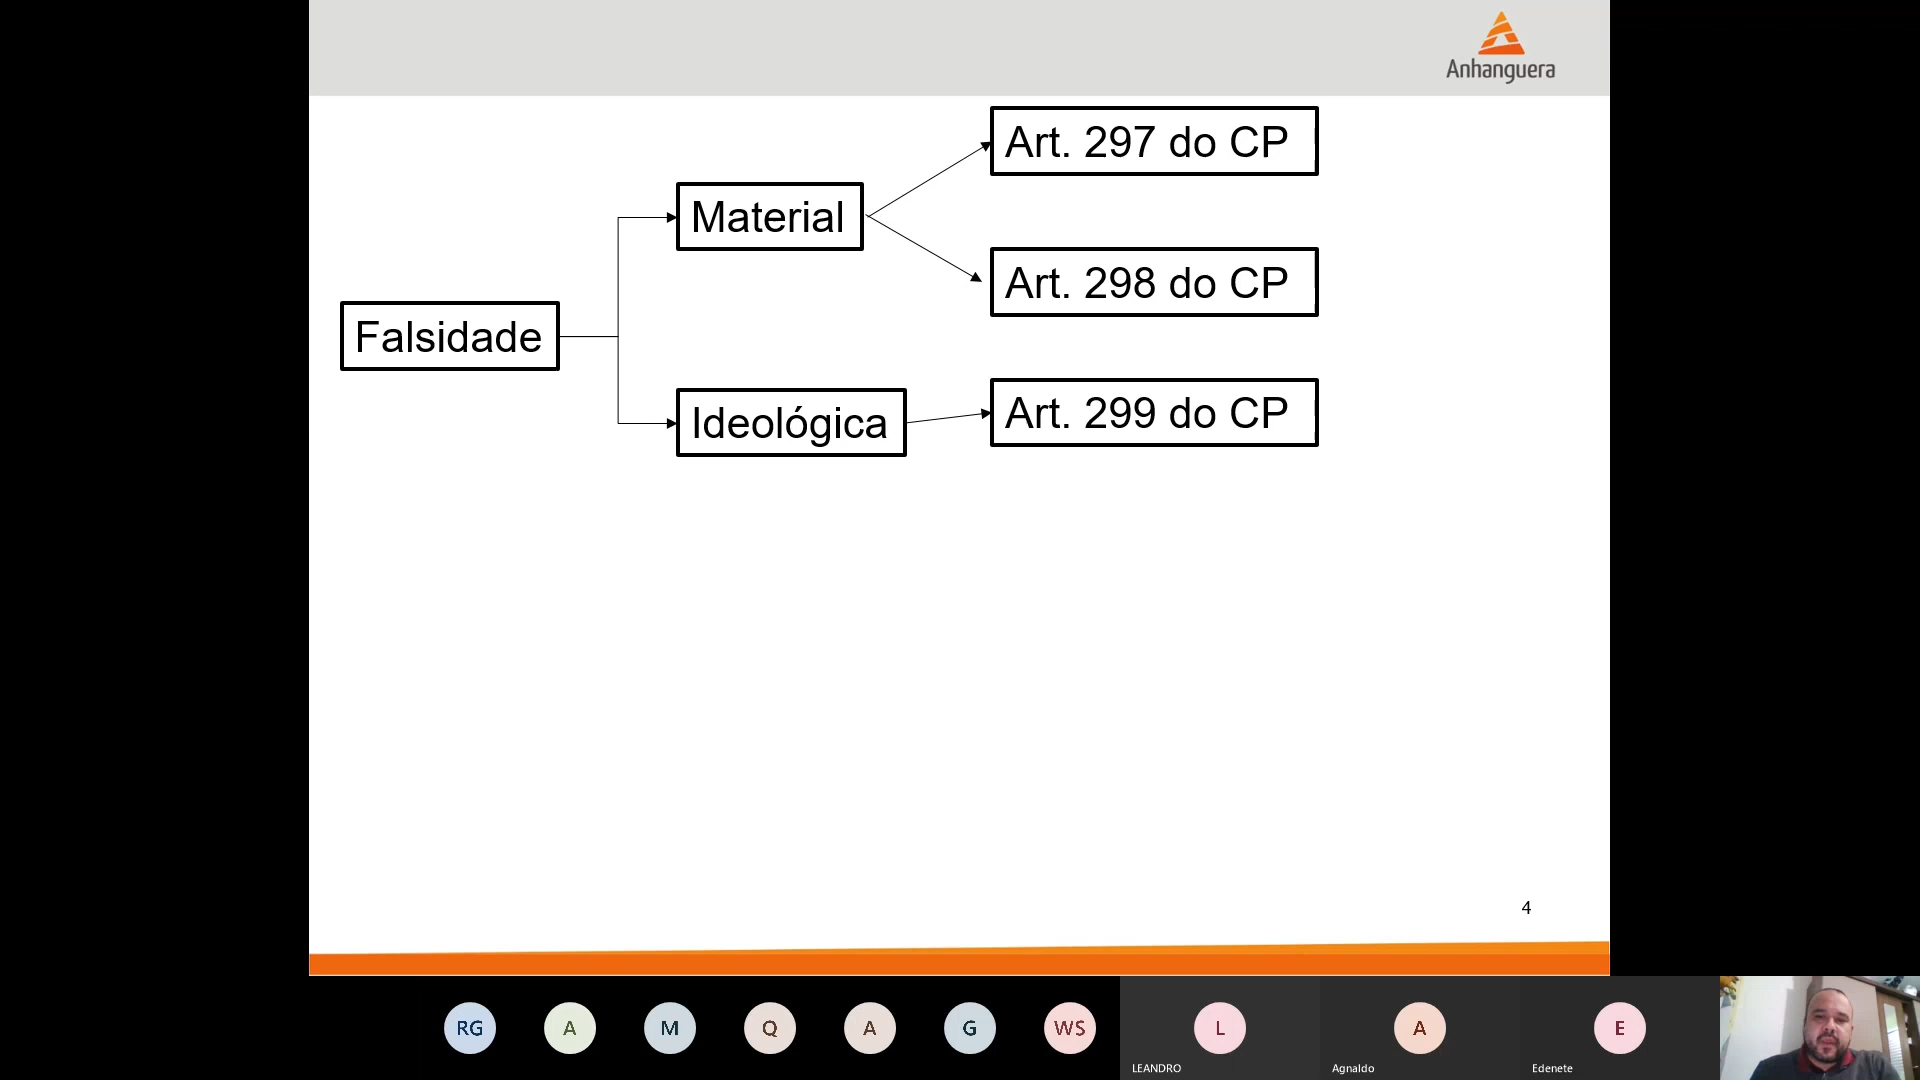 Anhanguera
Art. 297 do CP
Material
Art. 298 do CP
Falsidade
Ideológica
Art. 299 do CP
4
RG
A
M
Q
A
G
WS
L
A
E
LEANDRO
Agnaldo
Edenete